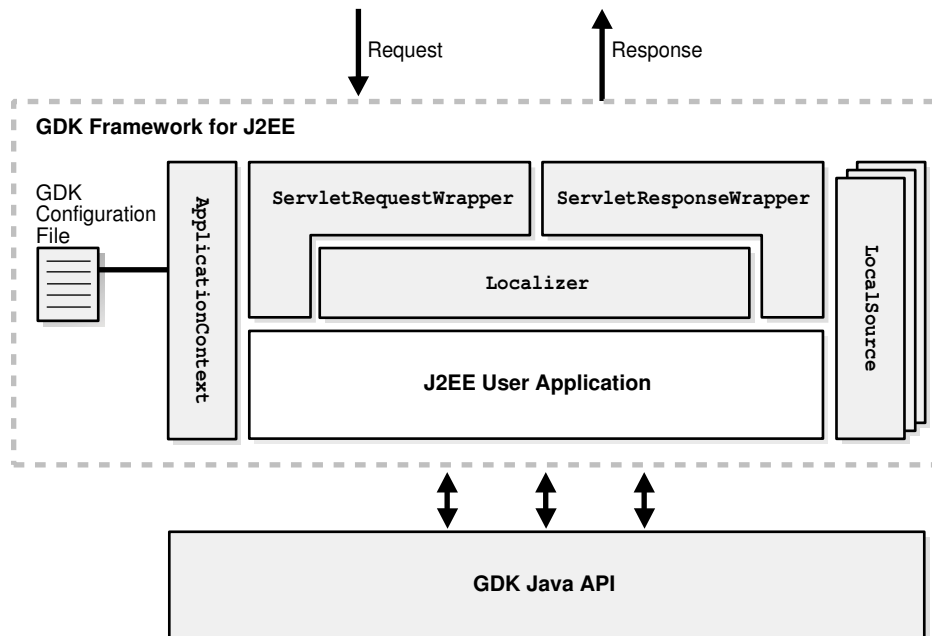 Request
Response
GDK Framework for J2EE
GDK
Configuration
File
ApplicationContext
ServletRequestWrapper
ServletResponseWrapper
Localizer
LocalSource
J2EE User Application
GDK Java API